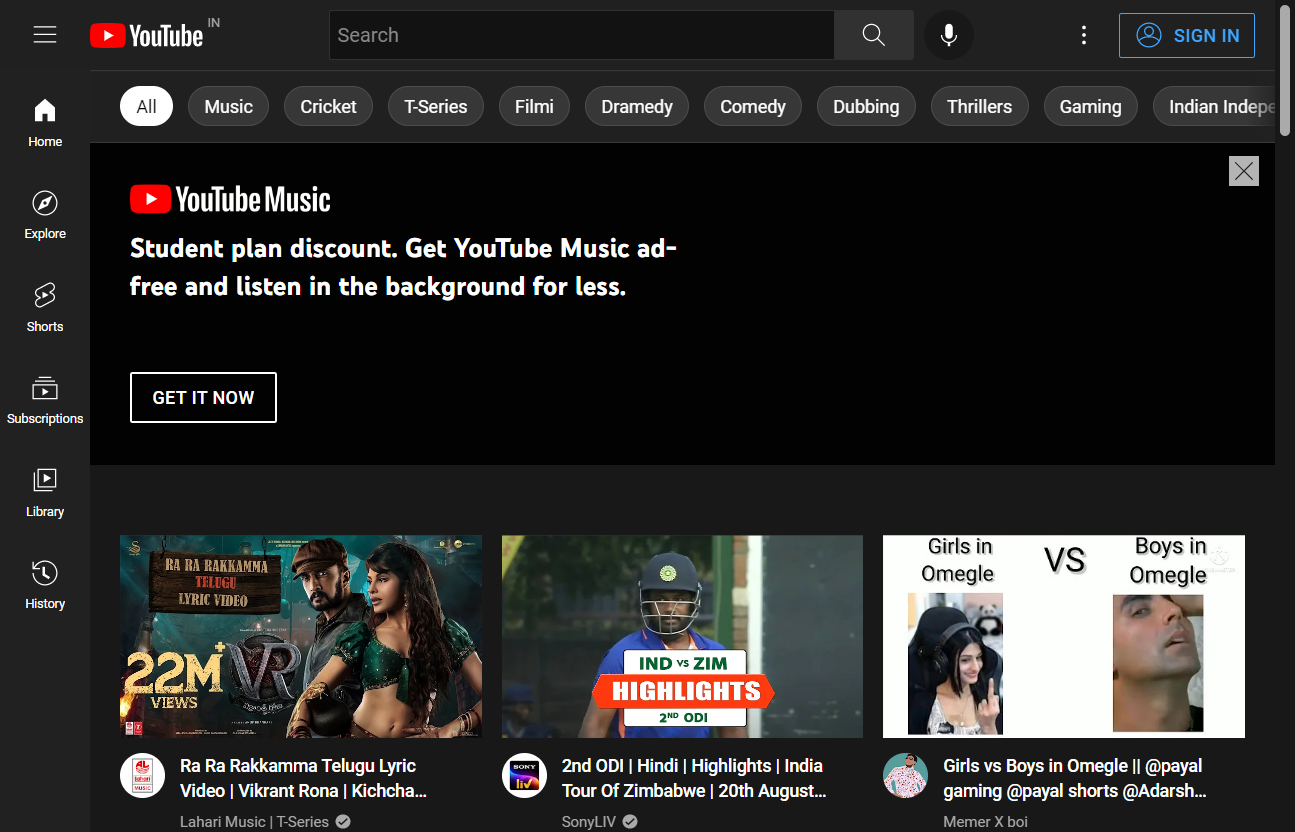 YouTube IN
Search
SIGN IN
All
Music
Cricket
T-Series
Filmi
Dramedy
Comedy
Dubbing
Thrillers
Gaming
Indian Indepe
Home
Explore
Shorts
Subscriptions
Library
History
YouTube Music
Student plan discount. Get YouTube Music ad-
free and listen in the background for less.
GET IT NOW
RA RA RAKKAMMA
TELUGU
LYRIC VIDEO
22M+
VIEWS
VR
IND vs ZIM
HIGHLIGHTS
2ND ODI
Girls in
Omegle
VS
Boys in
Omegle
lahari
MUSIC
Ra Ra Rakkamma Telugu Lyric
Video | Vikrant Rona | Kichcha...
Lahari Music | T-Series
SONY
liv
2nd ODI | Hindi | Highlights | India
Tour Of Zimbabwe | 20th August...
SonyLIV
Girls vs Boys in Omegle || @payal
gaming @payal shorts @Adarsh...
Memer X boi